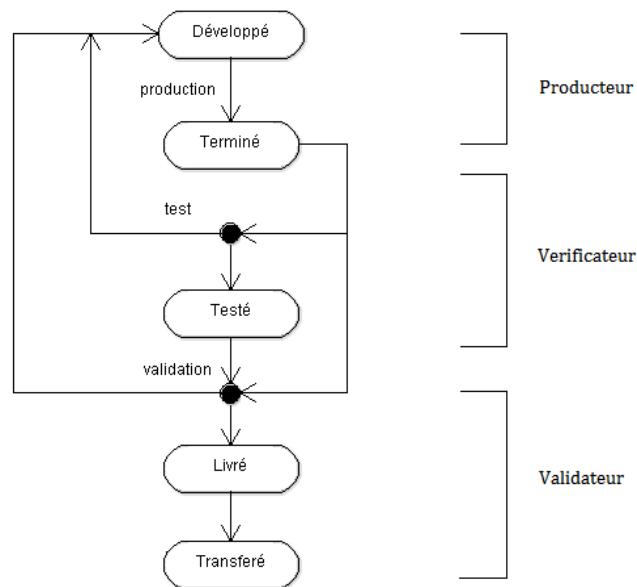 Développé
Producteur
production
Terminé
test
Verificateur
Testé
validation
Livré
Validateur
Transferé